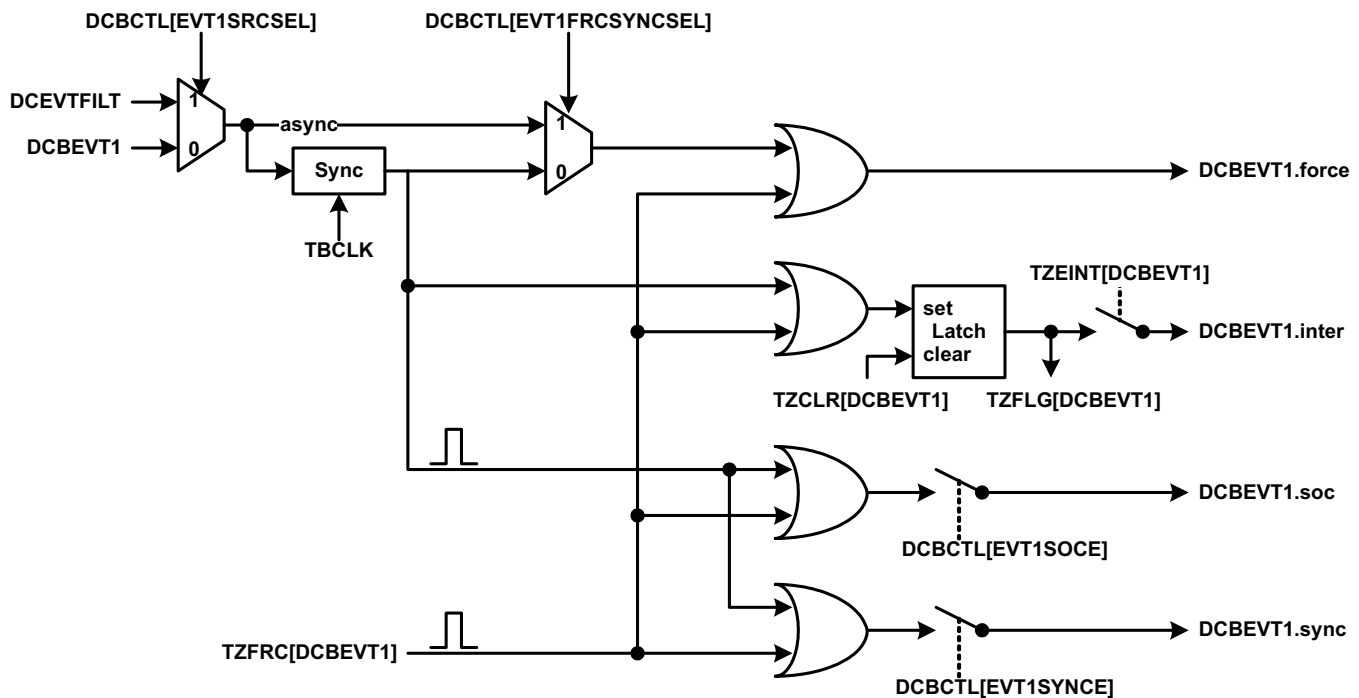 DCBCTL[EVT1SRCSEL]
DCBCTL[EVT1FRCSYNCSEL]
DCEVTFILT
1
async
1
DCBEVT1
0
Sync
0
DCBEVT1.force
TBCLK
TZEINT[DCBEVT1]
set
Latch
clear
DCBEVT1.inter
TZCLR[DCBEVT1]
TZFLG[DCBEVT1]
DCBEVT1.soc
DCBCTL[EVT1SOCE]
TZFRC[DCBEVT1]
DCBEVT1.sync
DCBCTL[EVT1SYNCE]